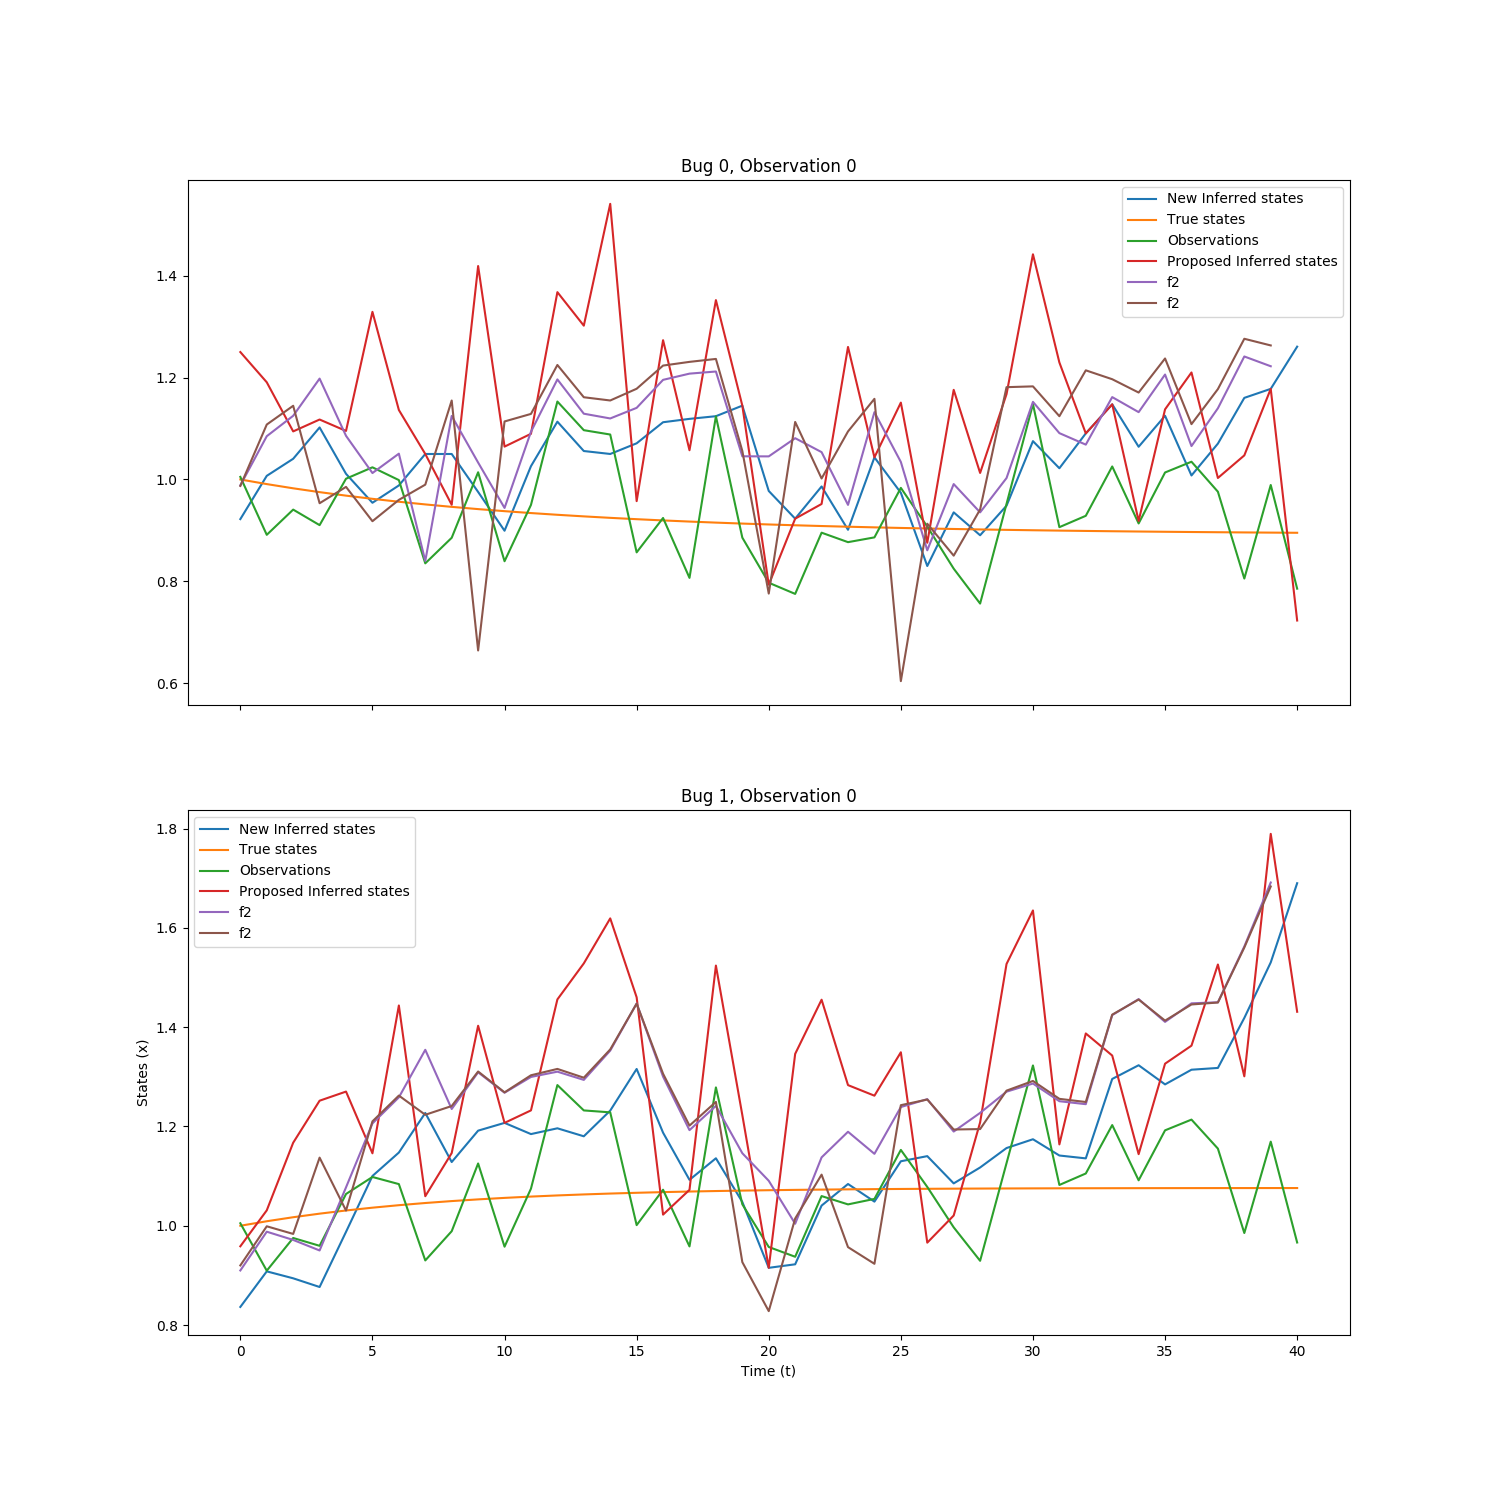 Bug 0, Observation 0
New Inferred states
True states
Observations
Proposed Inferred states
f2
f2
1.4
1.2
1.0
0.8
0.6
Bug 1, Observation 0
New Inferred states
True states
Observations
Proposed Inferred states
f2
f2
1.8
1.6
1.4
1.2
1.0
0.8
States (x)
0 5 10 15 20 25 30 35 40
Time (t)